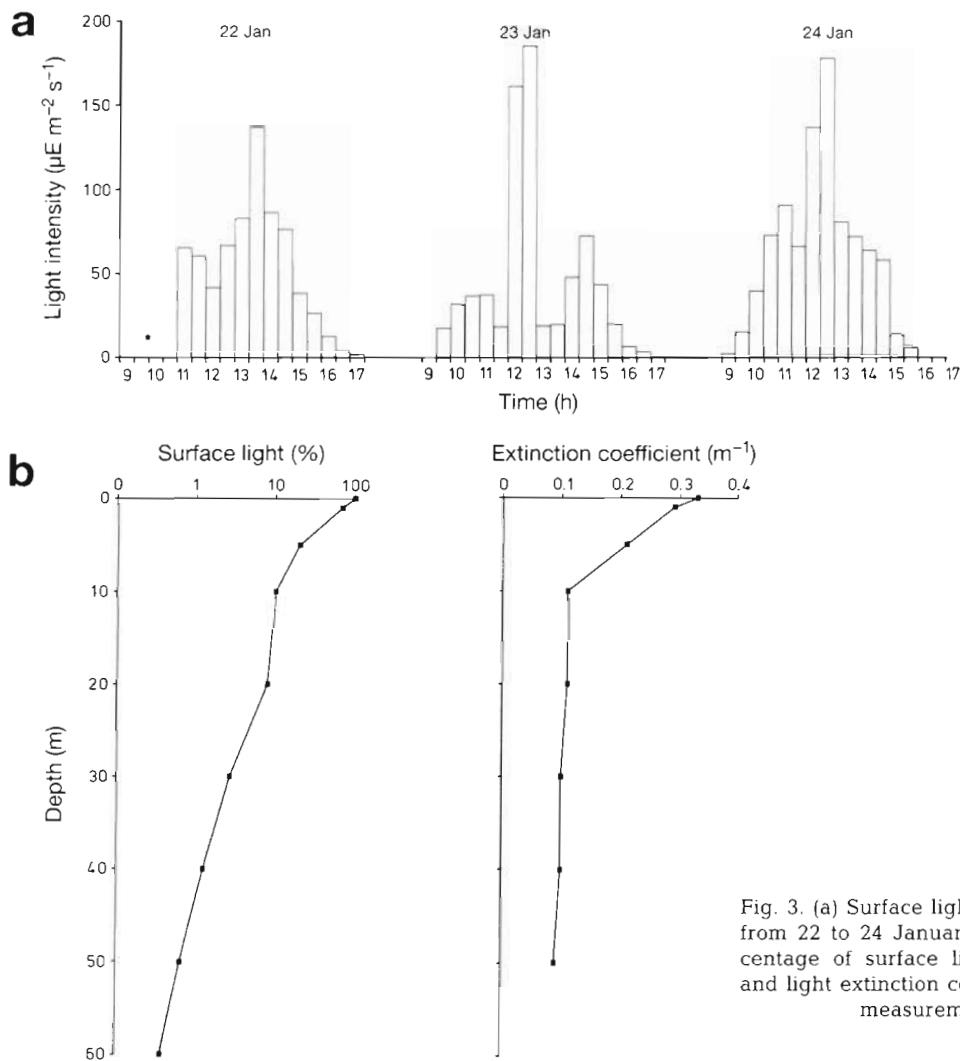 a
22 Jan 23 Jan 24 Jan
200
150
100
50
0
Light intensity (µE m⁻² s⁻¹)
9 10 11 12 13 14 15 16 17 9 10 11 12 13 14 15 16 17 9 10 11 12 13 14 15 16 17
Time (h)
b
Surface light (%) Extinction coefficient (m⁻¹)
0 1 10 100 0 0.1 0.2 0.3 0.4
0
10
20
30
40
50
60
Depth (m)
Fig. 3. (a) Surface ligh
from 22 to 24 January
centage of surface li
and light extinction co
measurem